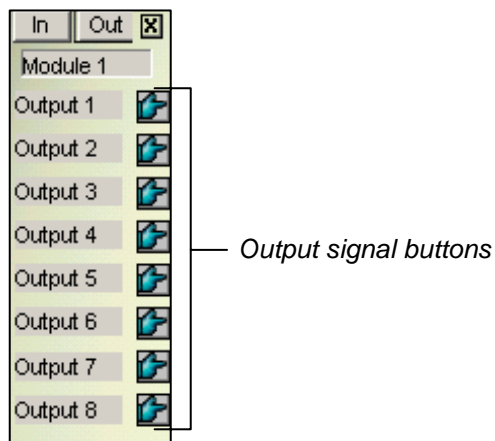 In Out X
Module 1
Output 1
Output 2
Output 3
Output 4
Output 5
Output 6
Output 7
Output 8
Output signal buttons